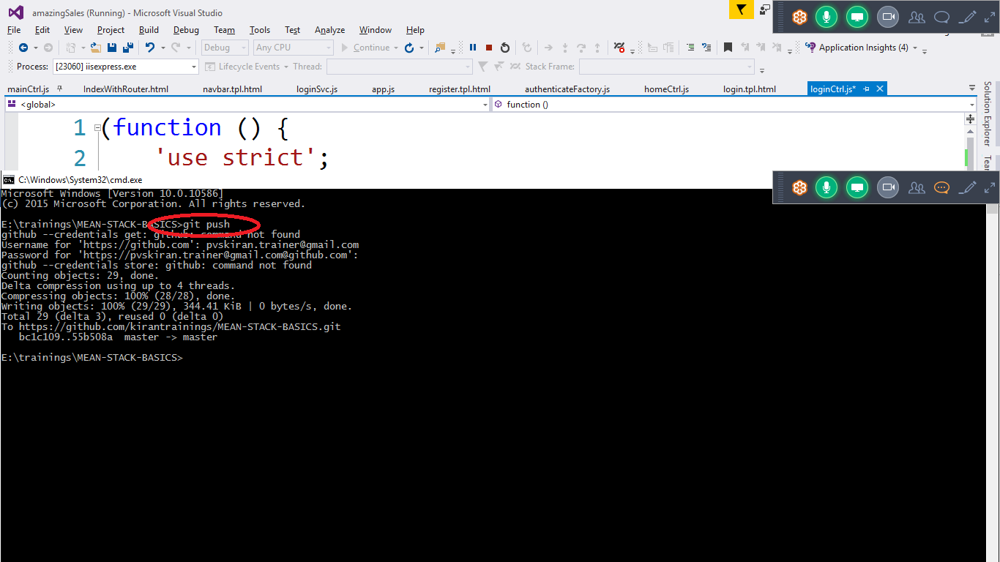 amazingSales (Running) - Microsoft Visual Studio
File Edit View Project Build Debug Team Tools Test Analyze Window Help
Debug Any CPU Continue Application Insights (4)
Process: [23060] iisexpress.exe Lifecycle Events Thread: Stack Frame:
mainCtrl.js IndexWithRouter.html navbar.tpl.html loginSvc.js app.js register.tpl.html authenticateFactory.js homeCtrl.js login.tpl.html loginCtrl.js*
<global> function ()
Solution Explorer
1 (function () {
2 'use strict';
C:\Windows\System32\cmd.exe
Microsoft Windows [Version 10.0.10586]
(c) 2015 Microsoft Corporation. All rights reserved.
E:\trainings\MEAN-STACK-BASICS>git push
github --credentials get: github: command not found
Username for 'https://github.com': pvskiran.trainer@gmail.com
Password for 'https://pvskiran.trainer@gmail.com@github.com':
github --credentials store: github: command not found
Counting objects: 29, done.
Delta compression using up to 4 threads.
Compressing objects: 100% (28/28), done.
Writing objects: 100% (29/29), 344.41 KiB | 0 bytes/s, done.
Total 29 (delta 3), reused 0 (delta 0)
To https://github.com/kirantrainings/MEAN-STACK-BASICS.git
bc1c109..55b508a master -> master
E:\trainings\MEAN-STACK-BASICS>